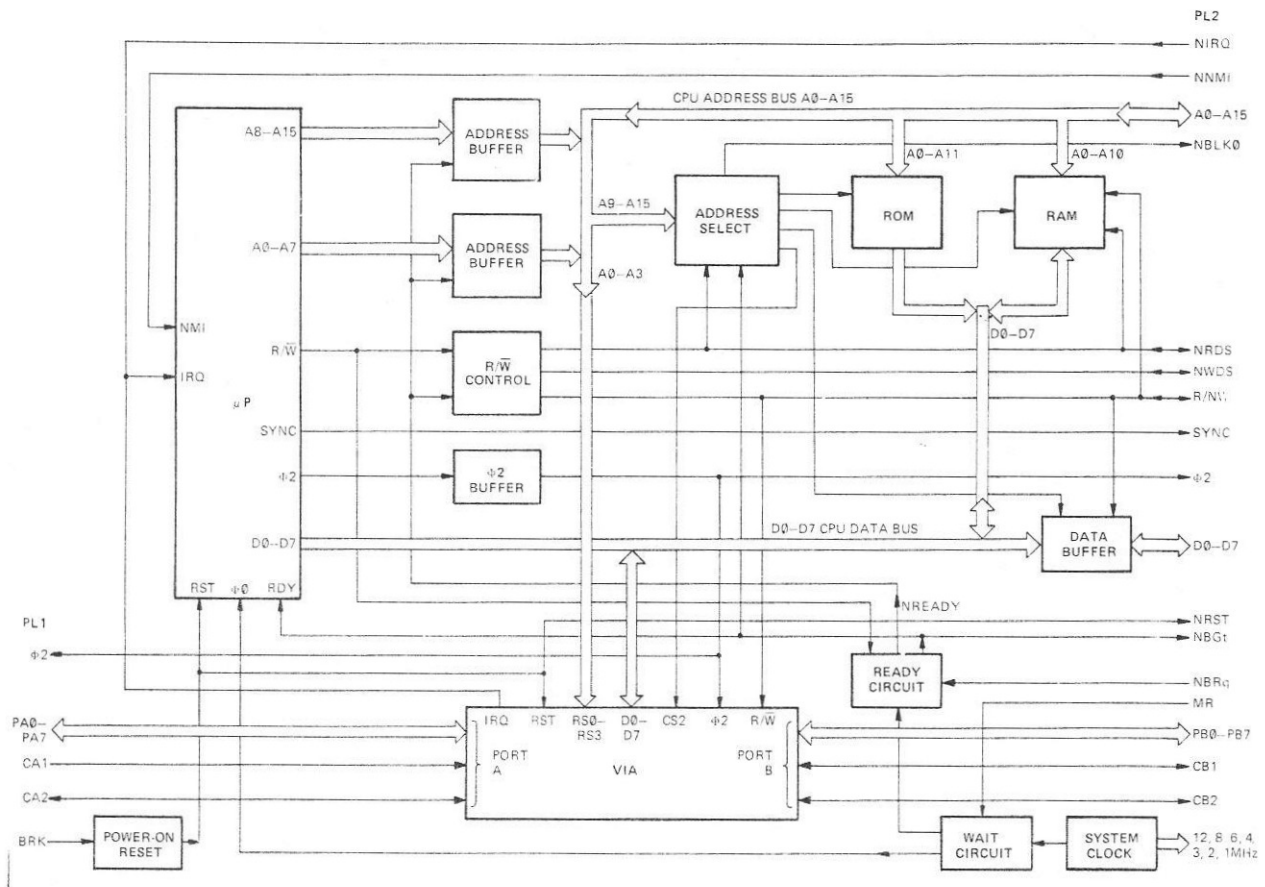 PL2
NIRQ
NNMI
CPU ADDRESS BUS A0–A15
A0–A15
A8–A15
ADDRESS
BUFFER
NBLK0
A0–A11
A0–A10
A9–A15
ADDRESS
SELECT
ROM
RAM
A0–A7
ADDRESS
BUFFER
A0–A3
D0–D7
NMI
R/W̅
R/W̅
CONTROL
NRDS
NWDS
IRQ
R/NW
μP
SYNC
SYNC
Φ2
Φ2
BUFFER
Φ2
D0–D7
D0–D7 CPU DATA BUS
DATA
BUFFER
D0–D7
RST Φ0 RDY
NREADY
PL1
NRST
NBGt
Φ2
READY
CIRCUIT
NBRq
MR
IRQ RST RS0–
RS3 D0–
D7 CS2 Φ2 R/W̅
PA0–
PA7
PORT
A
VIA
PORT
B
PB0–PB7
CA1
CB1
CA2
CB2
BRK
POWER-ON
RESET
WAIT
CIRCUIT
SYSTEM
CLOCK
12, 8, 6, 4,
3, 2, 1MHz